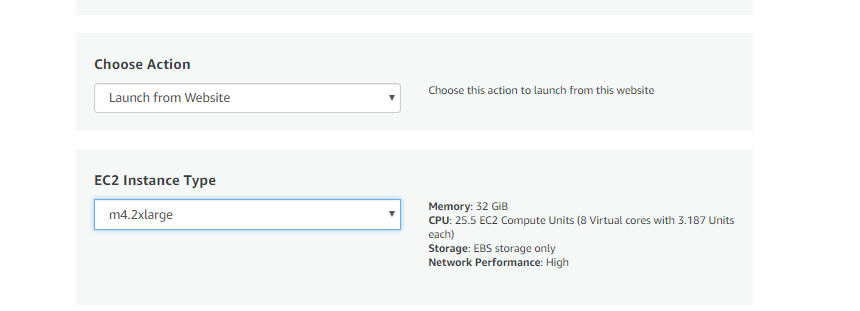 Choose Action
Launch from Website
Choose this action to launch from this website
EC2 Instance Type
m4.2xlarge
Memory: 32 GiB
CPU: 25.5 EC2 Compute Units (8 Virtual cores with 3.187 Units
each)
Storage: EBS storage only
Network Performance: High